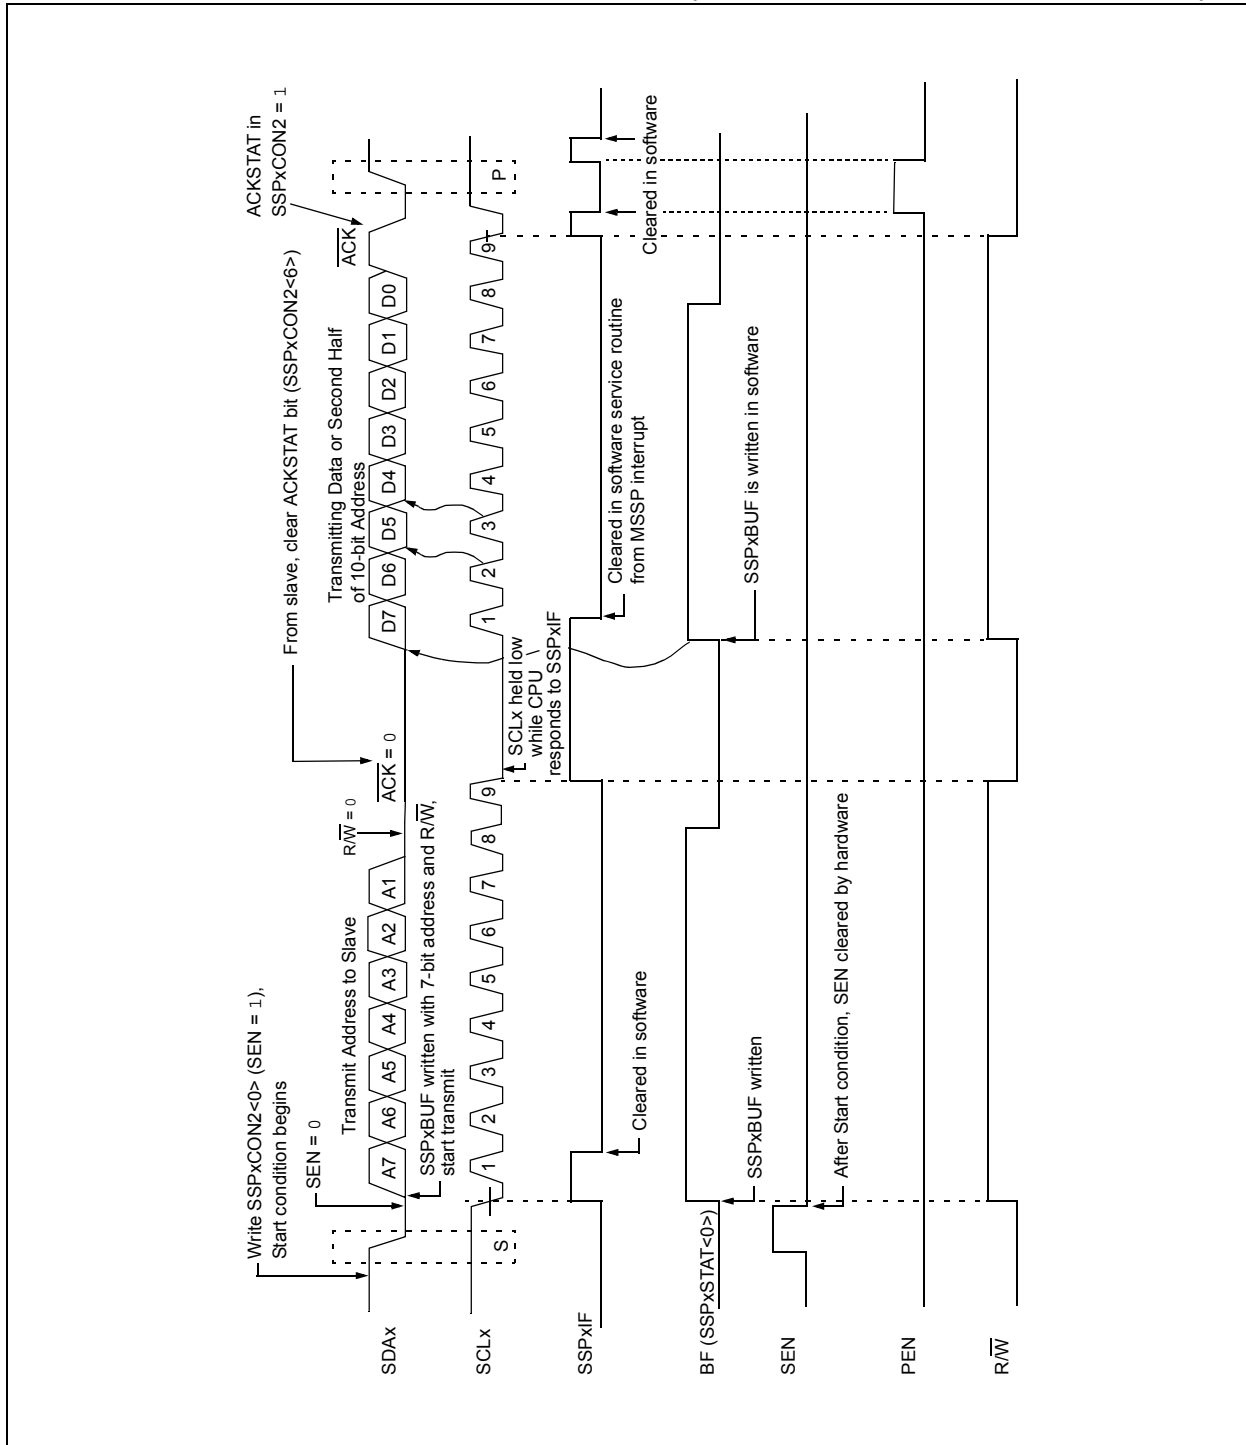 Write SSPxCON2<0> (SEN = 1),
Start condition begins
SEN = 0
Transmit Address to Slave
R/W = 0
From slave, clear ACKSTAT bit (SSPxCON2<6>)
ACK = 0
Transmitting Data or Second Half
of 10-bit Address
ACK
ACKSTAT in
SSPxCON2 = 1
SDAx
A7 A6 A5 A4 A3 A2 A1
D7 D6 D5 D4 D3 D2 D1 D0
SSPxBUF written with 7-bit address and R/W,
start transmit
SCLx
S
1 2 3 4 5 6 7 8 9
1 2 3 4 5 6 7 8 9
P
SCLx held low
while CPU
responds to SSPxIF
SSPxIF
Cleared in software
Cleared in software service routine
from MSSP interrupt
Cleared in software
Cleared in software
BF (SSPxSTAT<0>)
SSPxBUF written
SSPxBUF is written in software
SEN
After Start condition, SEN cleared by hardware
PEN
R/W